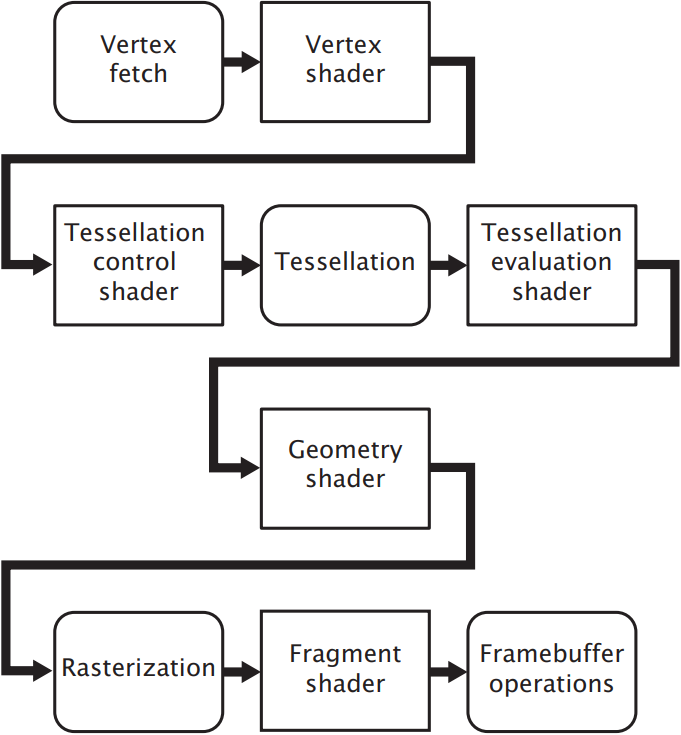 Vertex
fetch
Vertex
shader
Tessellation
control
shader
Tessellation
Tessellation
evaluation
shader
Geometry
shader
Rasterization
Fragment
shader
Framebuffer
operations